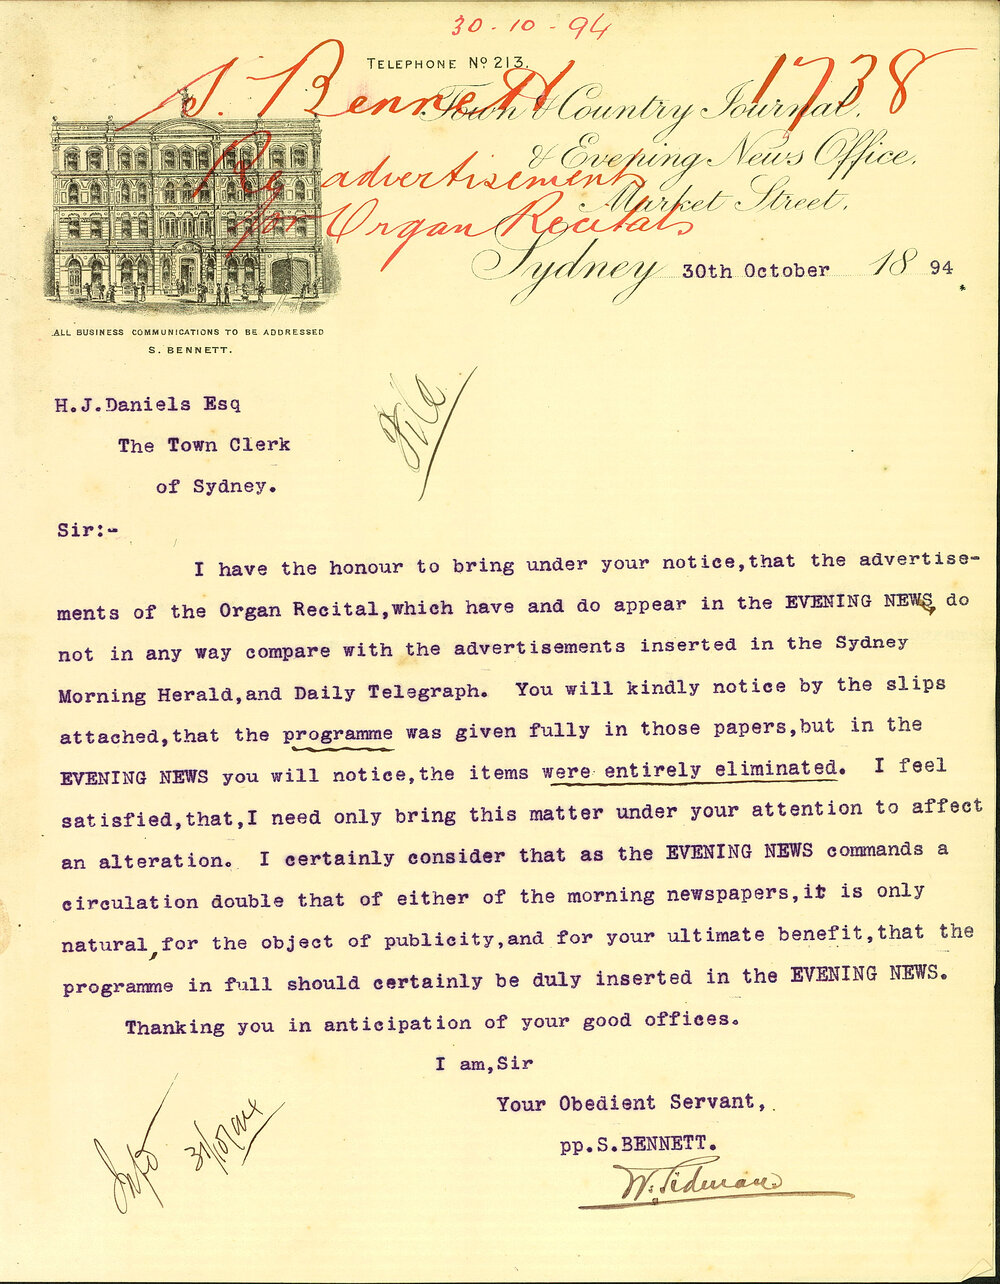 30-10-94
TELEPHONE No 213.
S. Bennett 1738
Town & Country Journal,
& Evening News Office,
Re advertisement
Market Street,
for Organ Recitals
Sydney 30th October 1894
ALL BUSINESS COMMUNICATIONS TO BE ADDRESSED
S. BENNETT.
File
H.J.Daniels Esq
The Town Clerk
of Sydney.
Sir:-
I have the honour to bring under your notice,that the advertise-
ments of the Organ Recital,which have and do appear in the EVENING NEWS, do
not in any way compare with the advertisements inserted in the Sydney
Morning Herald,and Daily Telegraph. You will kindly notice by the slips
attached,that the programme was given fully in those papers,but in the
EVENING NEWS you will notice,the items were entirely eliminated. I feel
satisfied,that,I need only bring this matter under your attention to affect
an alteration. I certainly consider that as the EVENING NEWS commands a
circulation double that of either of the morning newspapers,it is only
natural,for the object of publicity,and for your ultimate benefit,that the
programme in full should certainly be duly inserted in the EVENING NEWS.
Thanking you in anticipation of your good offices.
I am,Sir
Your Obedient Servant,
pp.S.BENNETT.
W. Tidman